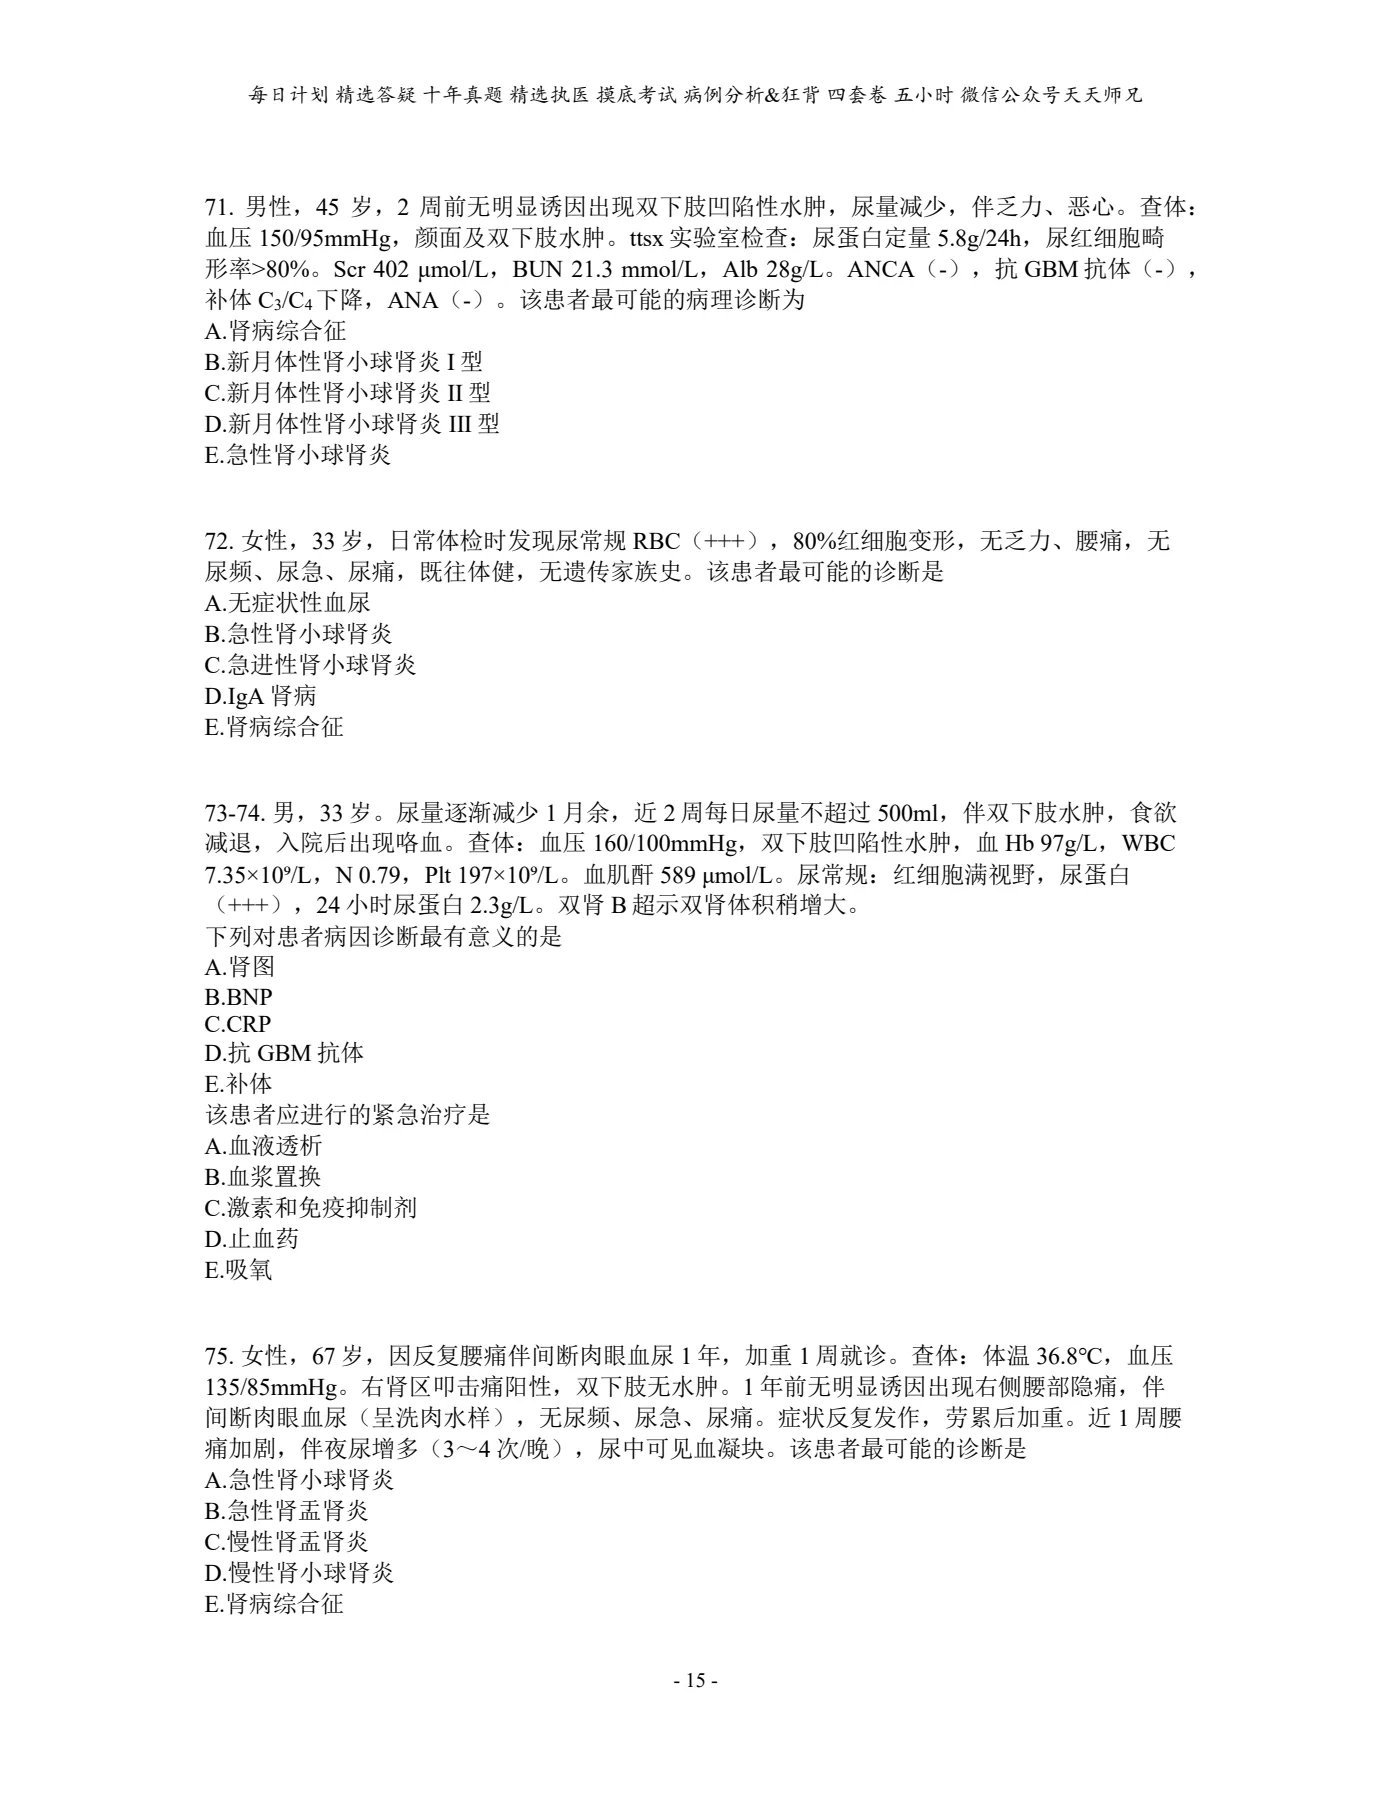 每日计划 精选答疑 十年真题 精选执医 摸底考试 病例分析&狂背 四套卷 五小时 微信公众号天天师兄
71. 男性，45 岁，2 周前无明显诱因出现双下肢凹陷性水肿，尿量减少，伴乏力、恶心。查体：
血压 150/95mmHg，颜面及双下肢水肿。ttsx 实验室检查：尿蛋白定量 5.8g/24h，尿红细胞畸
形率>80%。Scr 402 μmol/L，BUN 21.3 mmol/L，Alb 28g/L。ANCA（-），抗 GBM 抗体（-），
补体 C₃/C₄ 下降，ANA（-）。该患者最可能的病理诊断为
A.肾病综合征
B.新月体性肾小球肾炎 I 型
C.新月体性肾小球肾炎 II 型
D.新月体性肾小球肾炎 III 型
E.急性肾小球肾炎
72. 女性，33 岁，日常体检时发现尿常规 RBC（+++），80%红细胞变形，无乏力、腰痛，无
尿频、尿急、尿痛，既往体健，无遗传家族史。该患者最可能的诊断是
A.无症状性血尿
B.急性肾小球肾炎
C.急进性肾小球肾炎
D.IgA 肾病
E.肾病综合征
73-74. 男，33 岁。尿量逐渐减少 1 月余，近 2 周每日尿量不超过 500ml，伴双下肢水肿，食欲
减退，入院后出现咯血。查体：血压 160/100mmHg，双下肢凹陷性水肿，血 Hb 97g/L，WBC
7.35×10⁹/L，N 0.79，Plt 197×10⁹/L。血肌酐 589 μmol/L。尿常规：红细胞满视野，尿蛋白
（+++），24 小时尿蛋白 2.3g/L。双肾 B 超示双肾体积稍增大。
下列对患者病因诊断最有意义的是
A.肾图
B.BNP
C.CRP
D.抗 GBM 抗体
E.补体
该患者应进行的紧急治疗是
A.血液透析
B.血浆置换
C.激素和免疫抑制剂
D.止血药
E.吸氧
75. 女性，67 岁，因反复腰痛伴间断肉眼血尿 1 年，加重 1 周就诊。查体：体温 36.8℃，血压
135/85mmHg。右肾区叩击痛阳性，双下肢无水肿。1 年前无明显诱因出现右侧腰部隐痛，伴
间断肉眼血尿（呈洗肉水样），无尿频、尿急、尿痛。症状反复发作，劳累后加重。近 1 周腰
痛加剧，伴夜尿增多（3～4 次/晚），尿中可见血凝块。该患者最可能的诊断是
A.急性肾小球肾炎
B.急性肾盂肾炎
C.慢性肾盂肾炎
D.慢性肾小球肾炎
E.肾病综合征
- 15 -